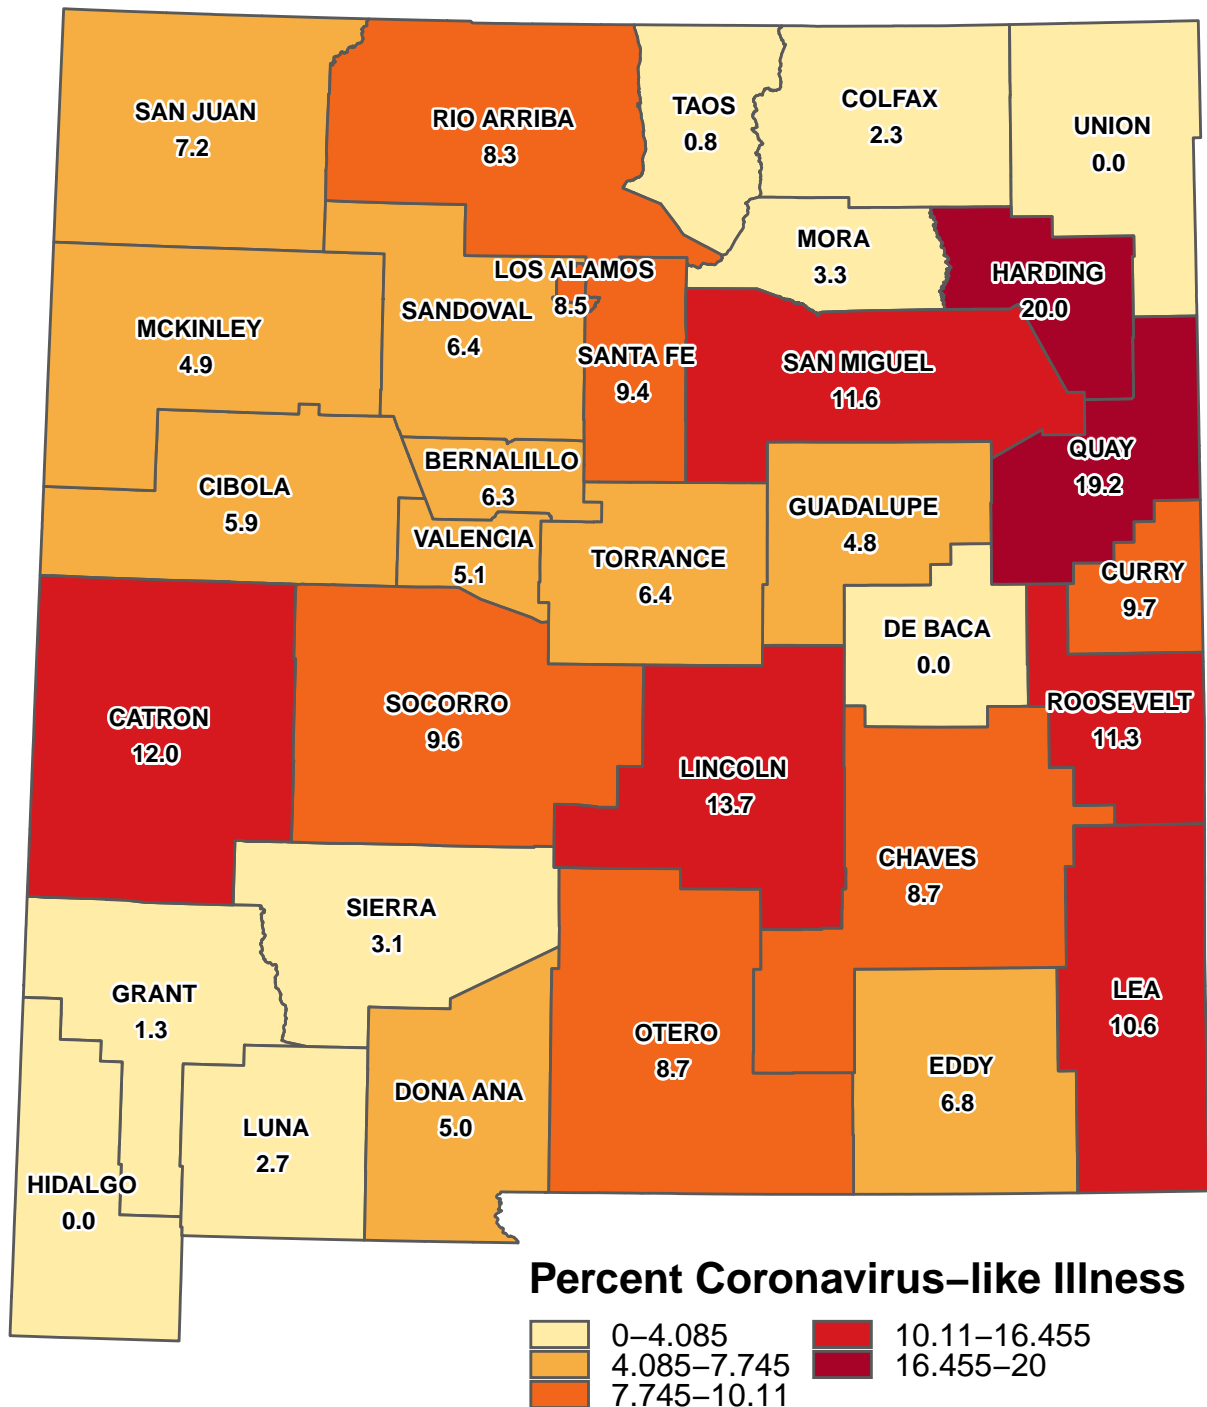 SAN JUAN
7.2
RIO ARRIBA
8.3
TAOS
0.8
COLFAX
2.3
UNION
0.0
MORA
3.3
HARDING
20.0
LOS ALAMOS
8.5
SANDOVAL
6.4
MCKINLEY
4.9
SANTA FE
9.4
SAN MIGUEL
11.6
QUAY
19.2
BERNALILLO
6.3
CIBOLA
5.9
GUADALUPE
4.8
VALENCIA
5.1
TORRANCE
6.4
CURRY
9.7
DE BACA
0.0
ROOSEVELT
11.3
CATRON
12.0
SOCORRO
9.6
LINCOLN
13.7
CHAVES
8.7
SIERRA
3.1
GRANT
1.3
LEA
10.6
OTERO
8.7
EDDY
6.8
DONA ANA
5.0
LUNA
2.7
HIDALGO
0.0
Percent Coronavirus−like Illness
0−4.085
4.085−7.745
7.745−10.11
10.11−16.455
16.455−20